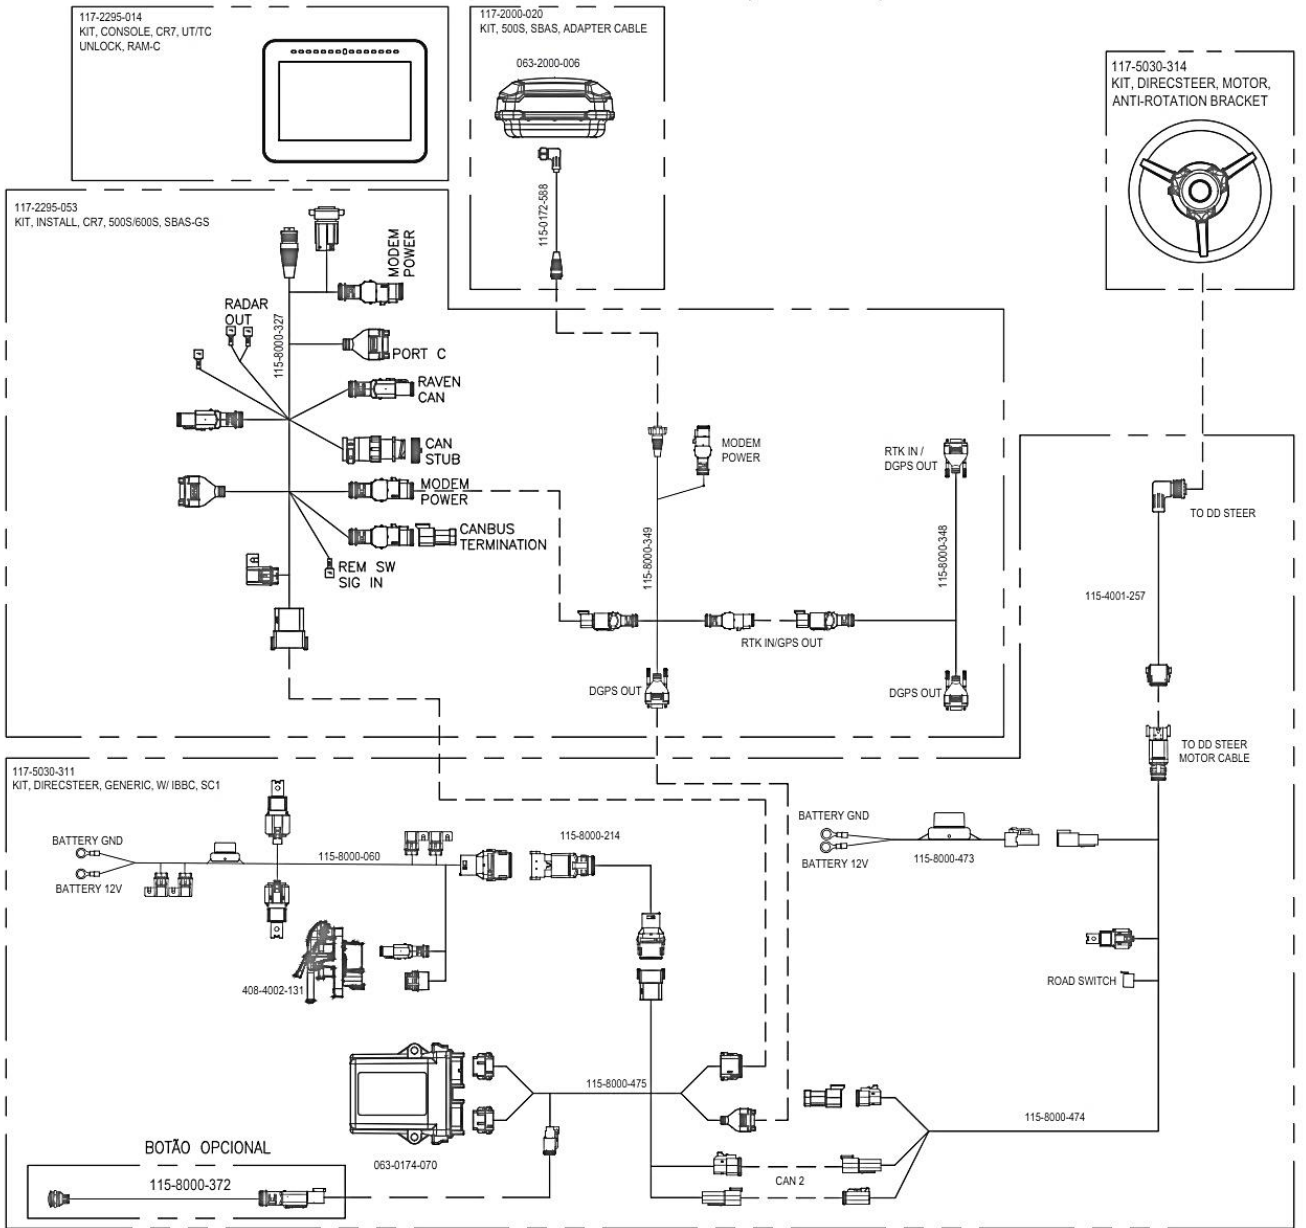 117-2295-014
KIT, CONSOLE, CR7, UT/TC
UNLOCK, RAM-C
117-2000-020
KIT, 500S, SBAS, ADAPTER CABLE
063-2000-006
115-0172-588
117-5030-314
KIT, DIRECSTEER, MOTOR,
ANTI-ROTATION BRACKET
117-2295-053
KIT, INSTALL, CR7, 500S/600S, SBAS-GS
MODEM
POWER
RADAR
OUT
115-8000-327
PORT C
RAVEN
CAN
CAN
STUB
MODEM
POWER
CANBUS
TERMINATION
REM SW
SIG IN
MODEM
POWER
RTK IN /
DGPS OUT
115-8000-349
115-8000-348
RTK IN/GPS OUT
DGPS OUT
DGPS OUT
TO DD STEER
115-4001-257
TO DD STEER
MOTOR CABLE
117-5030-311
KIT, DIRECSTEER, GENERIC, W/ IBBC, SC1
BATTERY GND
BATTERY 12V
115-8000-060
115-8000-214
BATTERY GND
BATTERY 12V
115-8000-473
408-4002-131
ROAD SWITCH
115-8000-475
115-8000-474
063-0174-070
CAN 2
BOTÃO OPCIONAL
115-8000-372